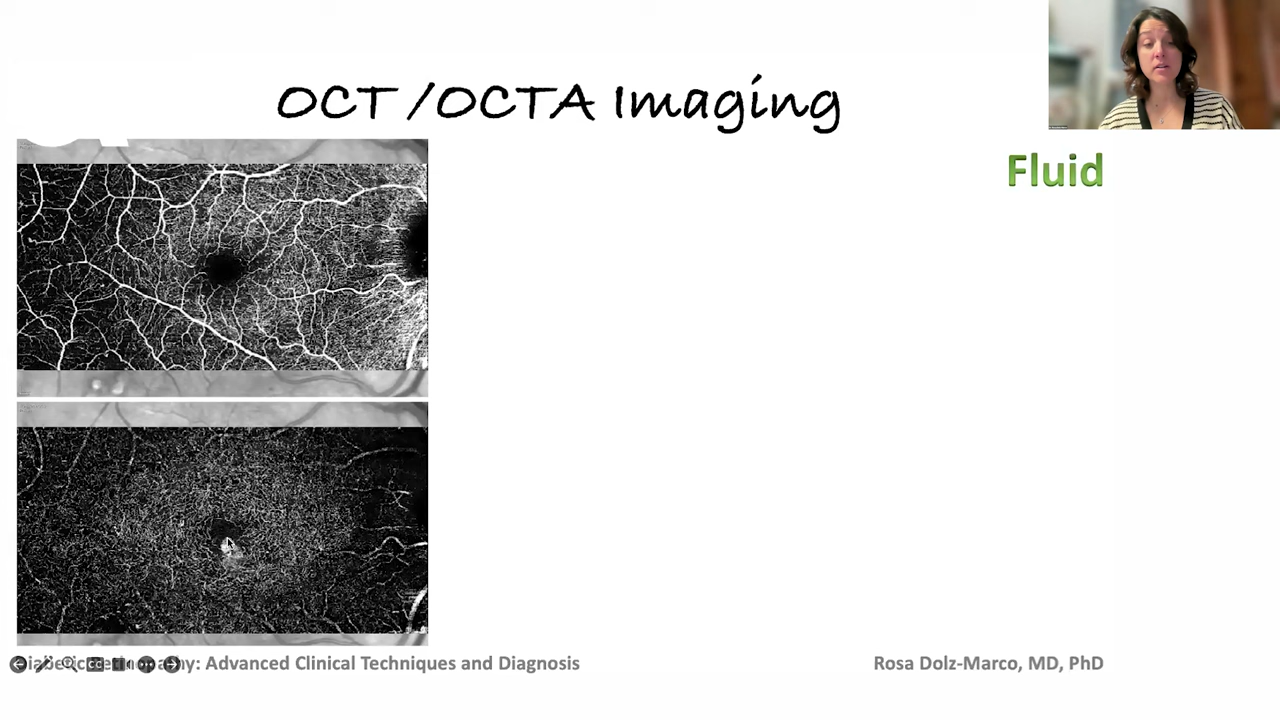 OCT /OCTA Imaging
Fluid
Diabetic Retinopathy: Advanced Clinical Techniques and Diagnosis
Rosa Dolz-Marco, MD, PhD